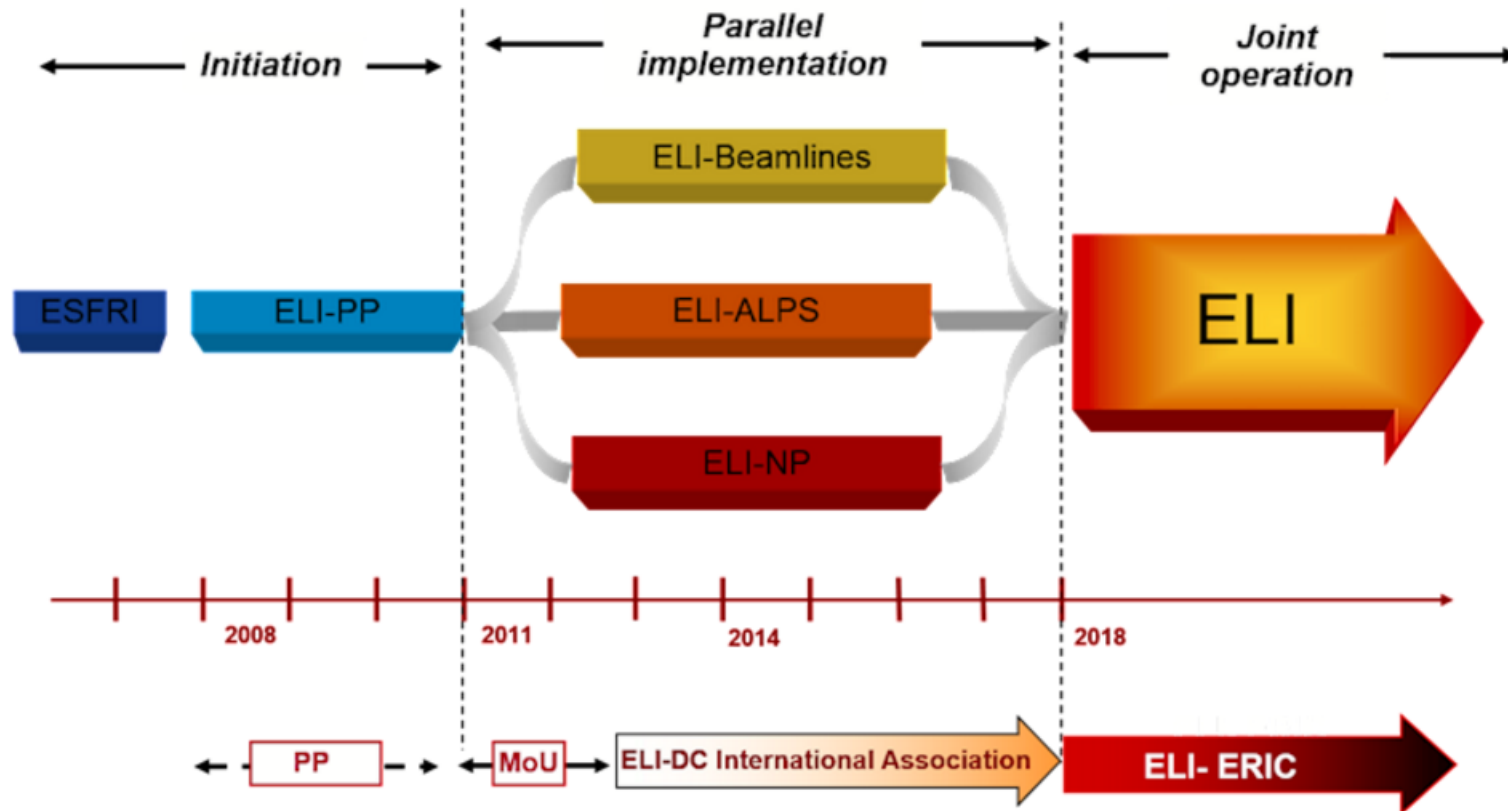 Initiation
Parallel
implementation
Joint
operation
ELI-Beamlines
ESFRI
ELI-PP
ELI-ALPS
ELI
ELI-NP
2008
2011
2014
2018
PP
MoU
ELI-DC International Association
ELI- ERIC